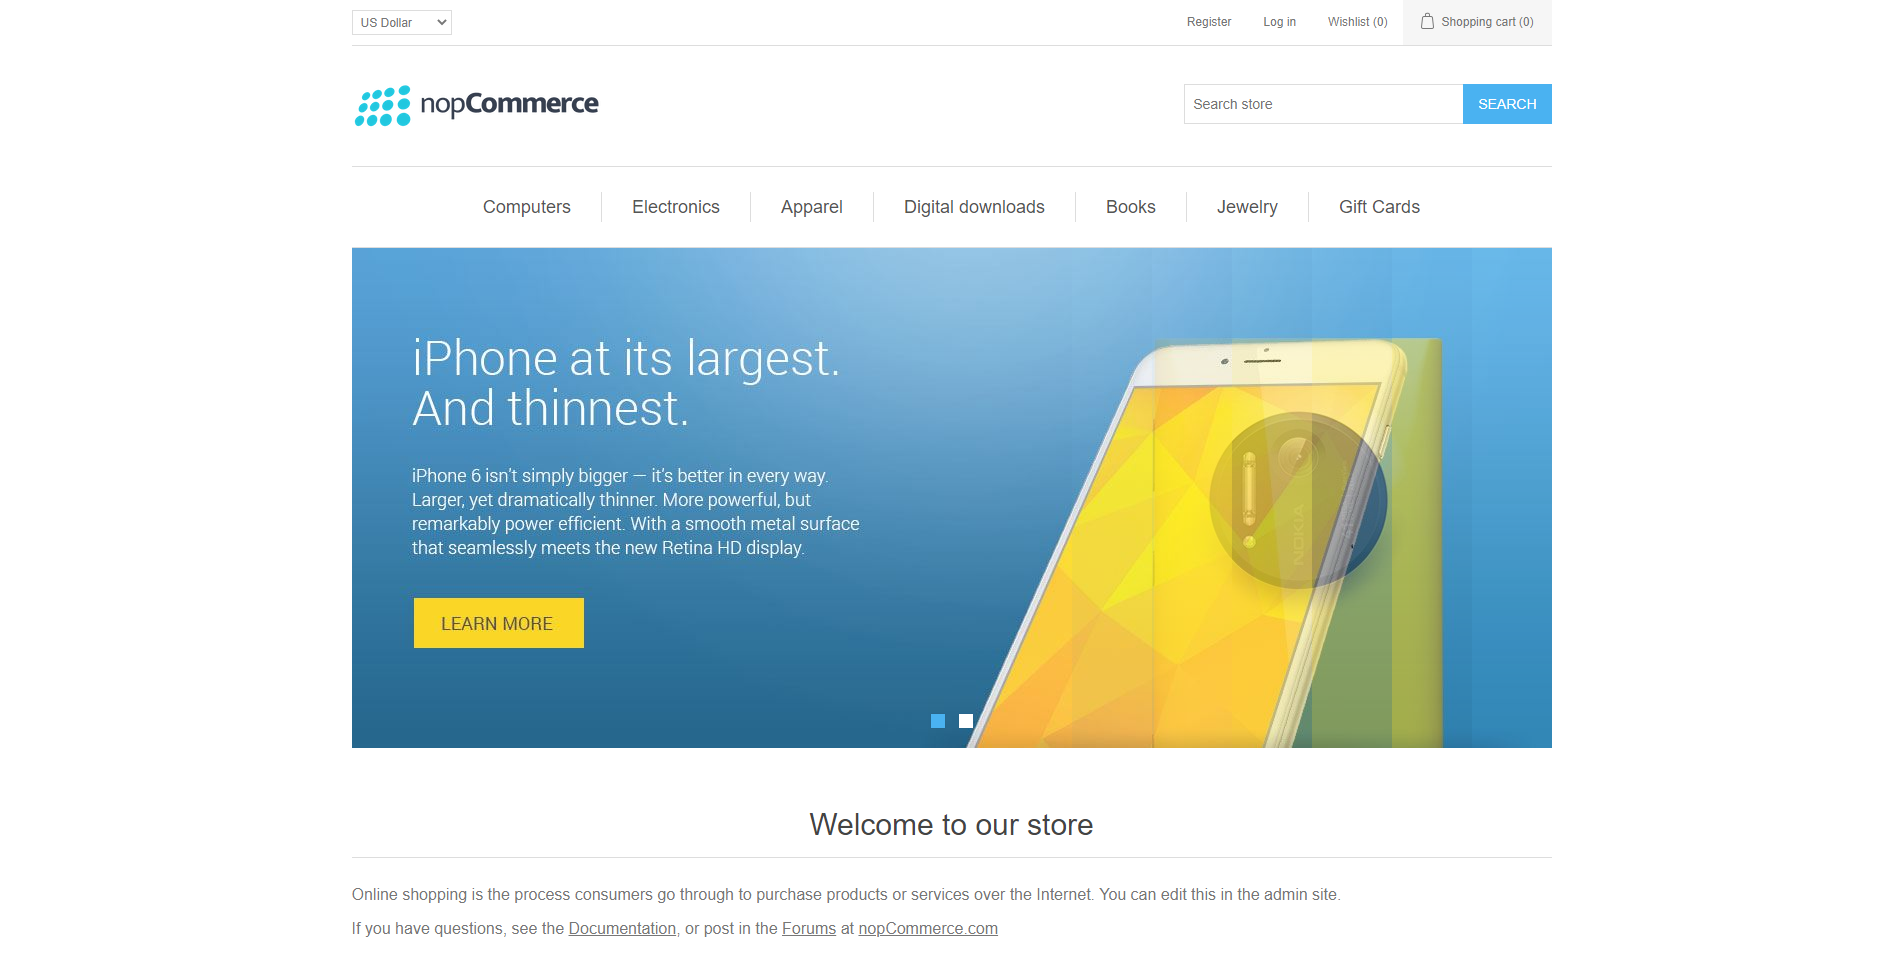 US Dollar
Register
Log in
Wishlist (0)
Shopping cart (0)
nopCommerce
Search store
SEARCH
Computers
Electronics
Apparel
Digital downloads
Books
Jewelry
Gift Cards
iPhone at its largest.
And thinnest.
iPhone 6 isn’t simply bigger — it’s better in every way.
Larger, yet dramatically thinner. More powerful, but
remarkably power efficient. With a smooth metal surface
that seamlessly meets the new Retina HD display.
LEARN MORE
NOKIA
Welcome to our store
Online shopping is the process consumers go through to purchase products or services over the Internet. You can edit this in the admin site.
If you have questions, see the Documentation, or post in the Forums at nopCommerce.com